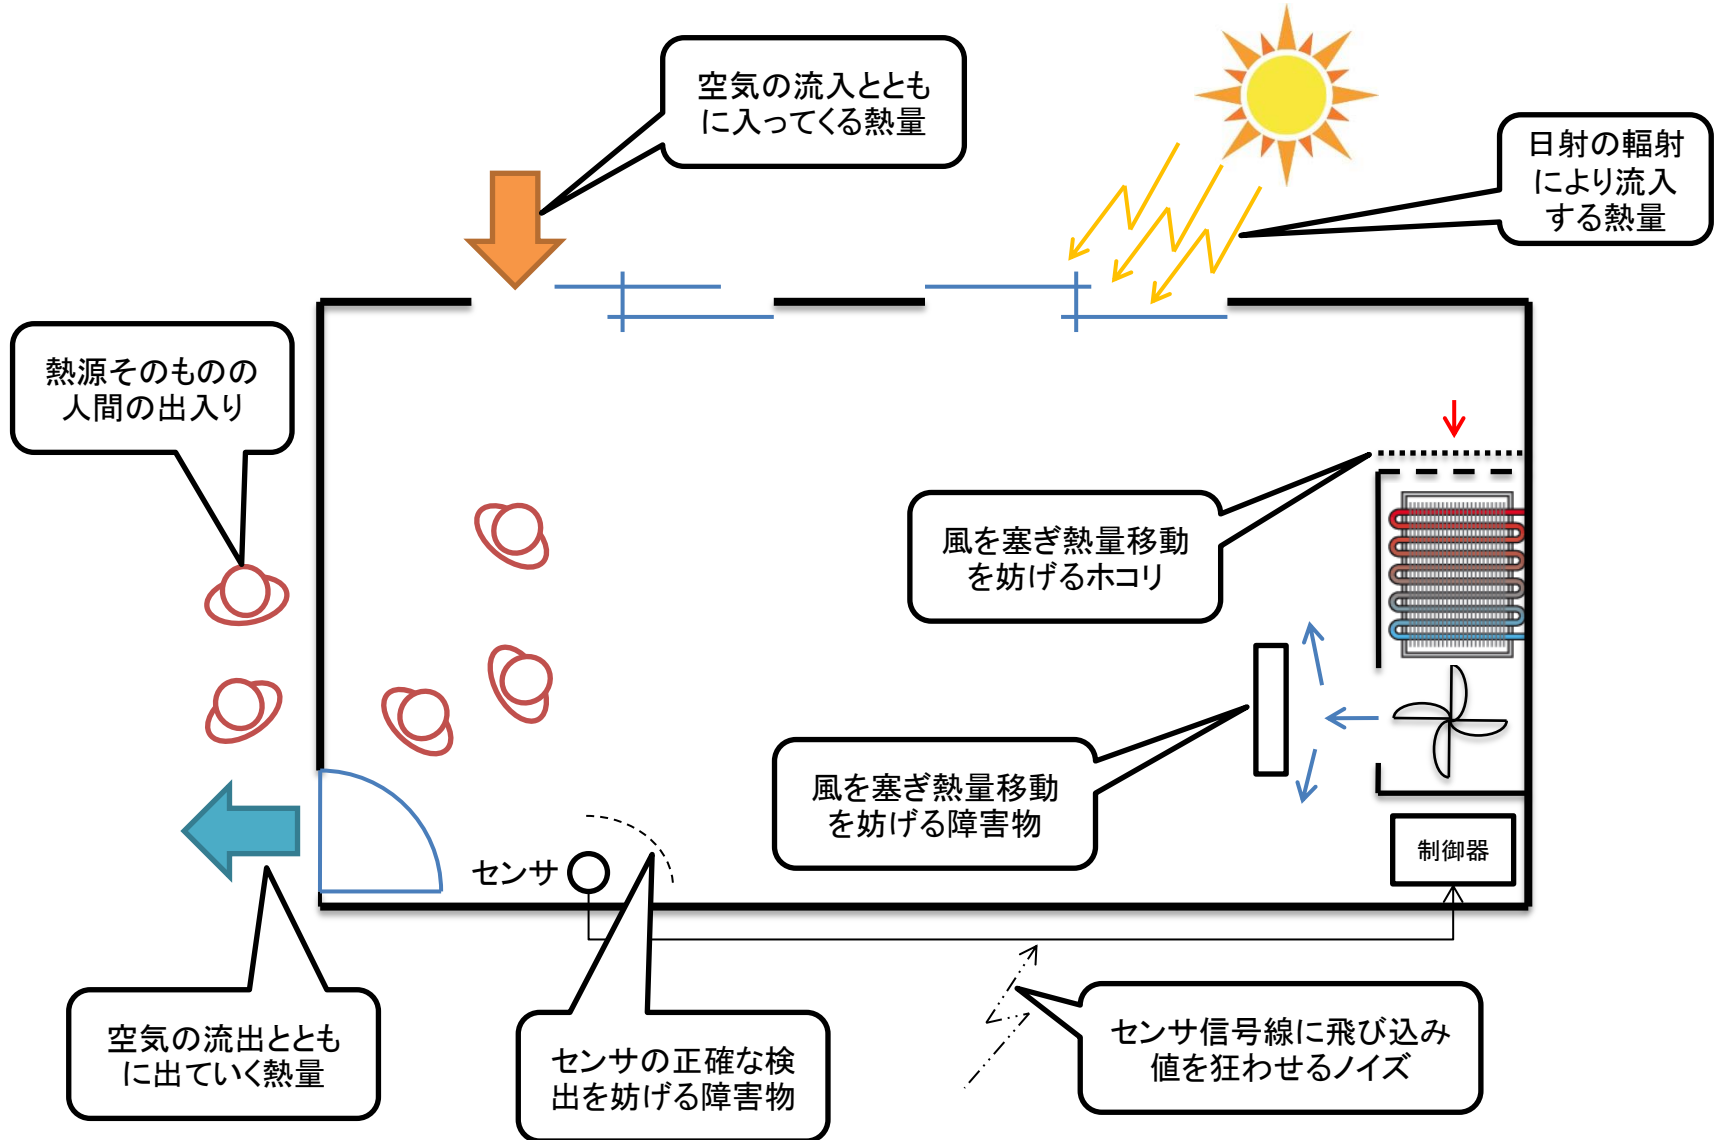 空気の流入ととも
に入ってくる熱量
日射の輻射
により流入
する熱量
熱源そのものの
人間の出入り
風を塞ぎ熱量移動
を妨げるホコリ
風を塞ぎ熱量移動
を妨げる障害物
制御器
センサ
空気の流出ととも
に出ていく熱量
センサの正確な検
出を妨げる障害物
センサ信号線に飛び込み
値を狂わせるノイズ